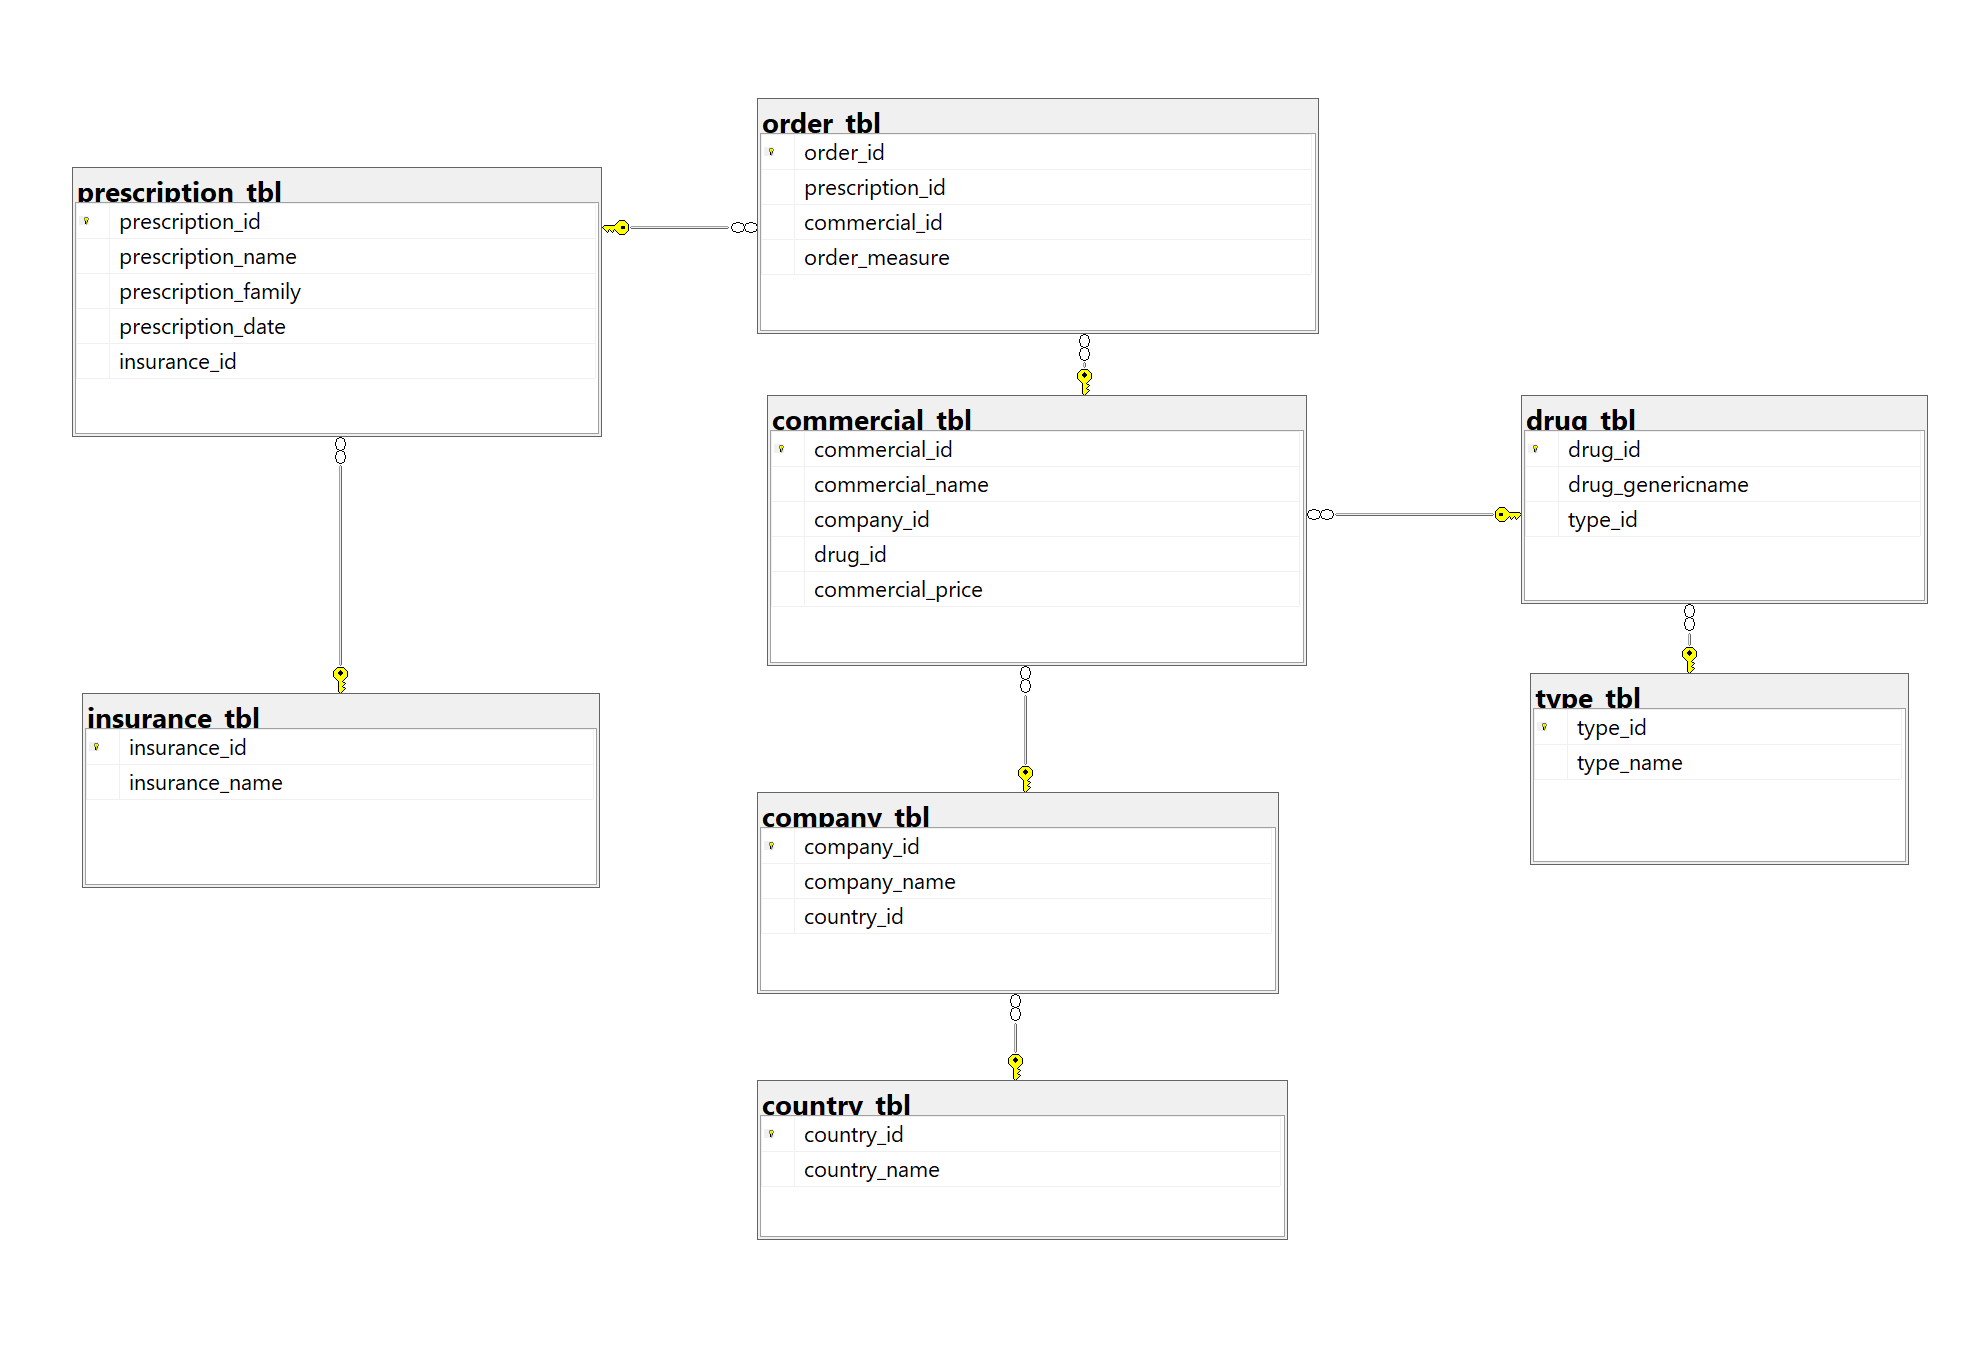 order_tbl
order_id
prescription_id
commercial_id
order_measure
prescription_tbl
prescription_id
prescription_name
prescription_family
prescription_date
insurance_id
commercial_tbl
commercial_id
commercial_name
company_id
drug_id
commercial_price
drug_tbl
drug_id
drug_genericname
type_id
insurance_tbl
insurance_id
insurance_name
type_tbl
type_id
type_name
company_tbl
company_id
company_name
country_id
country_tbl
country_id
country_name